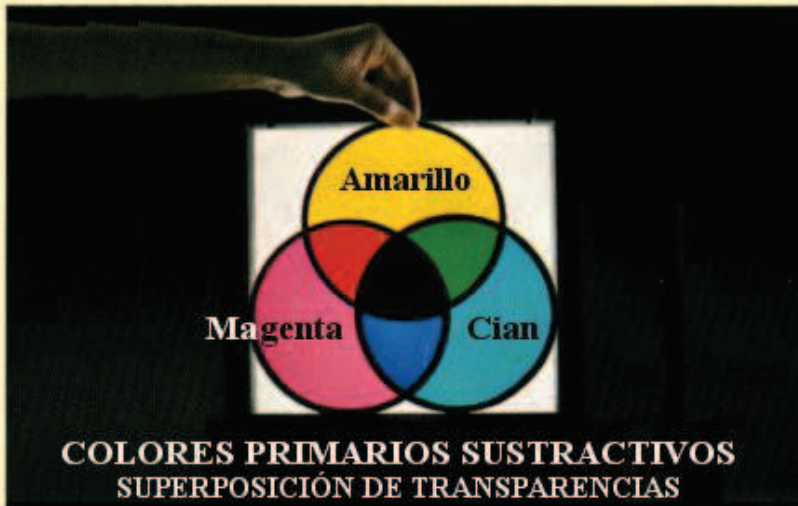 Amarillo
Magenta Cian
COLORES PRIMARIOS SUSTRACTIVOS
SUPERPOSICIÓN DE TRANSPARENCIAS